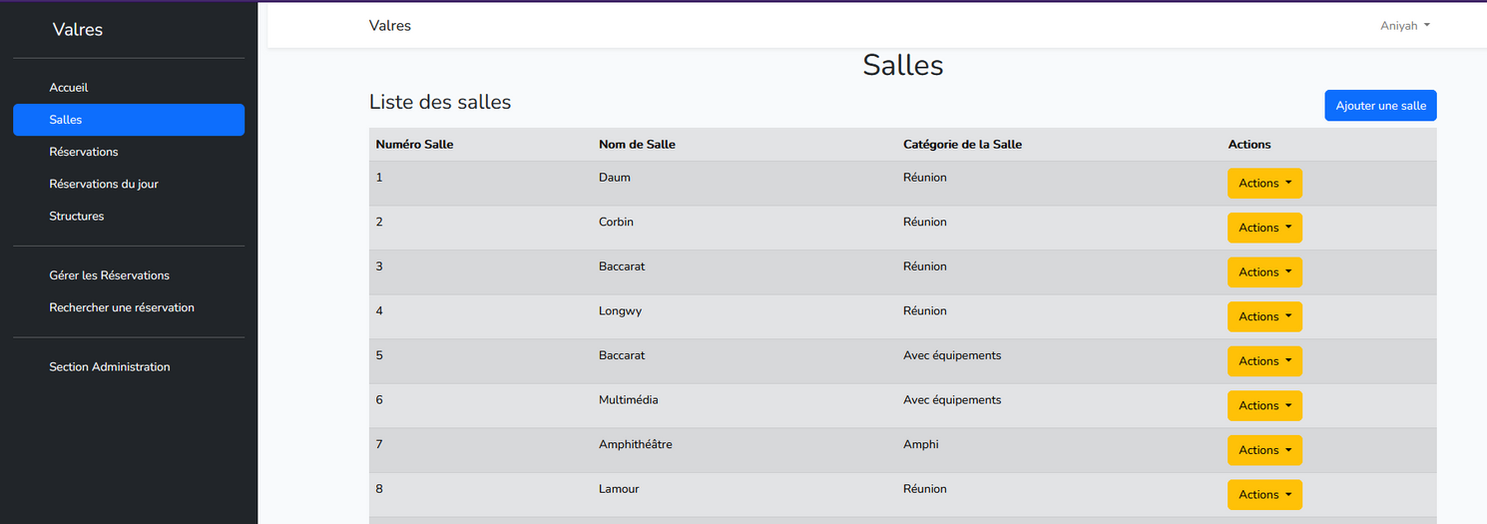 Valres
Accueil
Salles
Réservations
Réservations du jour
Structures
Gérer les Réservations
Rechercher une réservation
Section Administration
Valres
Aniyah
Salles
Liste des salles
Ajouter une salle
Numéro Salle Nom de Salle Catégorie de la Salle Actions
1 Daum Réunion Actions
2 Corbin Réunion Actions
3 Baccarat Réunion Actions
4 Longwy Réunion Actions
5 Baccarat Avec équipements Actions
6 Multimédia Avec équipements Actions
7 Amphithéâtre Amphi Actions
8 Lamour Réunion Actions